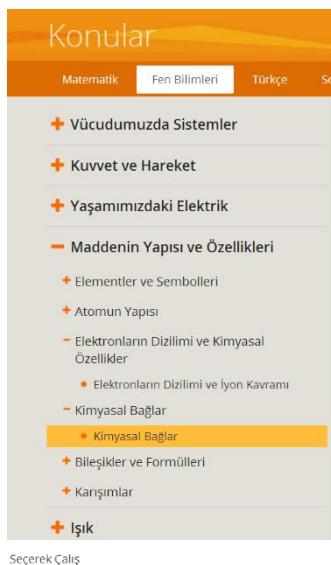 Konular
Matematik Fen Bilimleri Türkçe
Vücudumuzda Sistemler
Kuvvet ve Hareket
Yaşamımızdaki Elektrik
Maddenin Yapısı ve Özellikleri
Elementler ve Sembolleri
Atomun Yapısı
Elektronların Dizilimi ve Kimyasal
Özellikler
Elektronların Dizilimi ve İyon Kavramı
Kimyasal Bağlar
Kimyasal Bağlar
Bileşikler ve Formülleri
Karışımlar
Işık
Seçerek Çalış